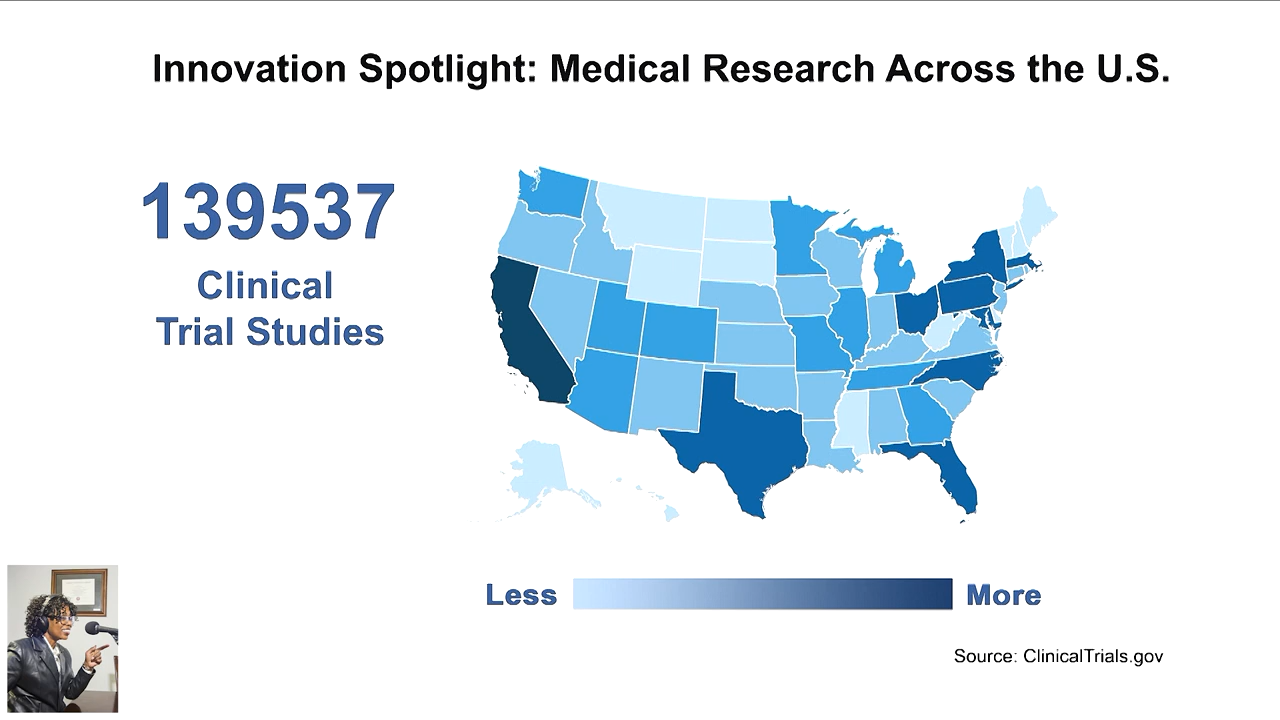 Innovation Spotlight: Medical Research Across the U.S.
139537
Clinical
Trial Studies
Less
More
Source: ClinicalTrials.gov